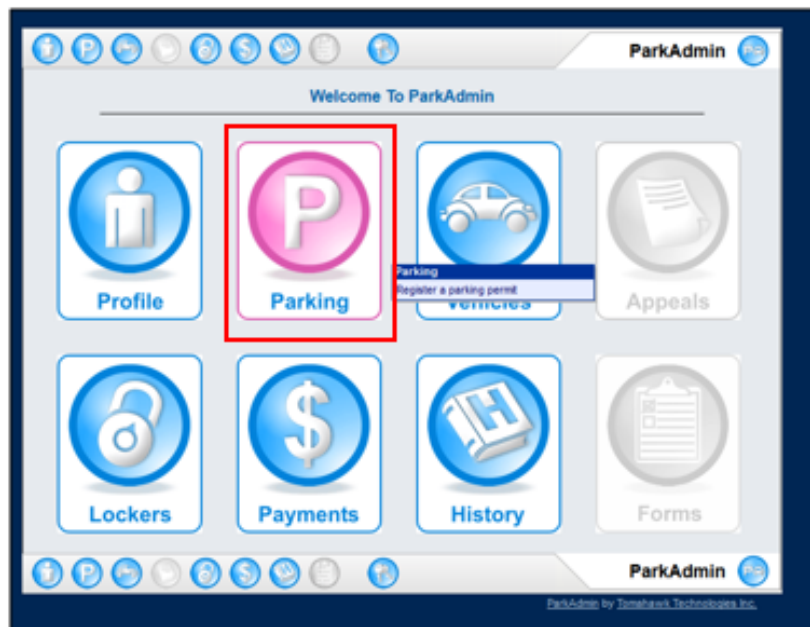 ParkAdmin
Welcome To ParkAdmin
Profile
Parking
Vehicles
Appeals
Parking
Register a parking permit
Lockers
Payments
History
Forms
ParkAdmin
ParkAdmin by Tomahawk Technologies Inc.